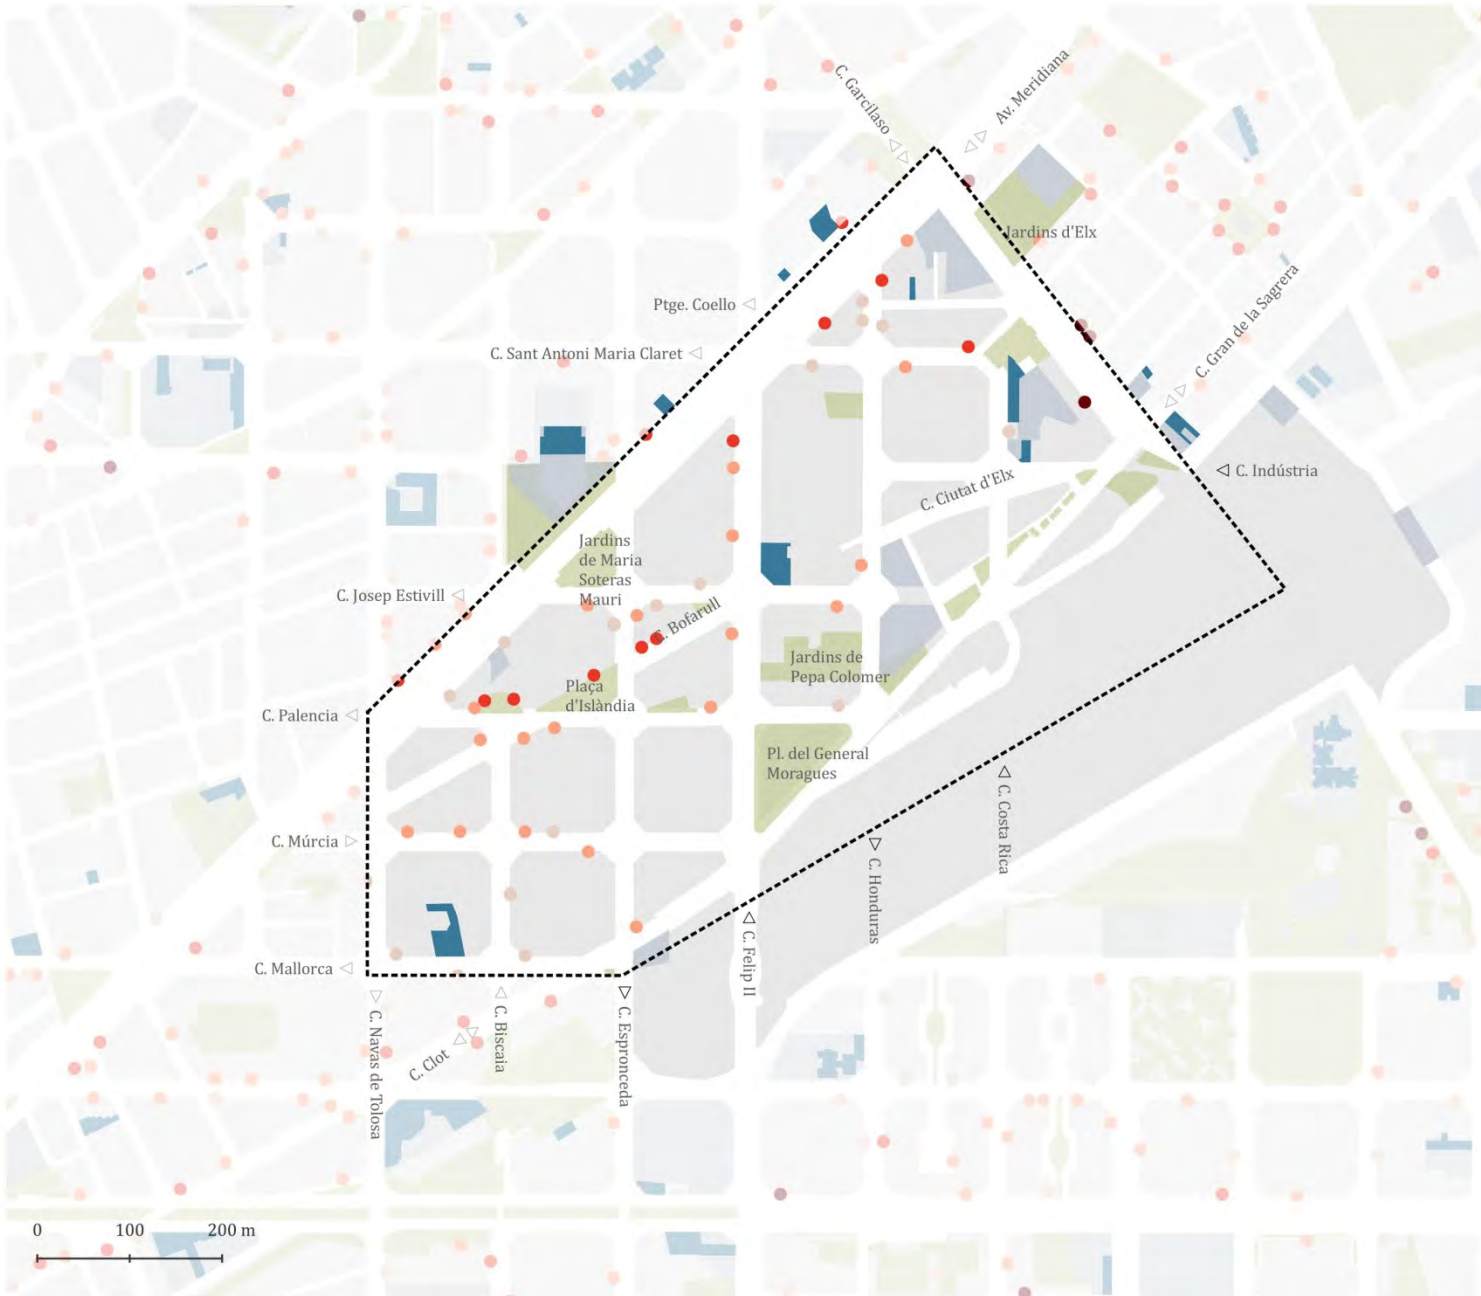 C. Garcilaso
Av. Meridiana
Jardins d'Elx
Ptge. Coello
C. Gran de la Sagrera
C. Sant Antoni Maria Claret
C. Indústria
C. Ciutat d'Elx
Jardins
de Maria
Soteras
Mauri
C. Josep Estivill
C. Bofarull
Jardins de
Pepa Colomer
Plaça
d'Islàndia
C. Palencia
Pl. del General
Moragues
C. Costa Rica
C. Múrcia
C. Honduras
C. Felip II
C. Mallorca
C. Navas de Tolosa
C. Biscaia
C. Espronceda
C. Clot
0 100 200 m